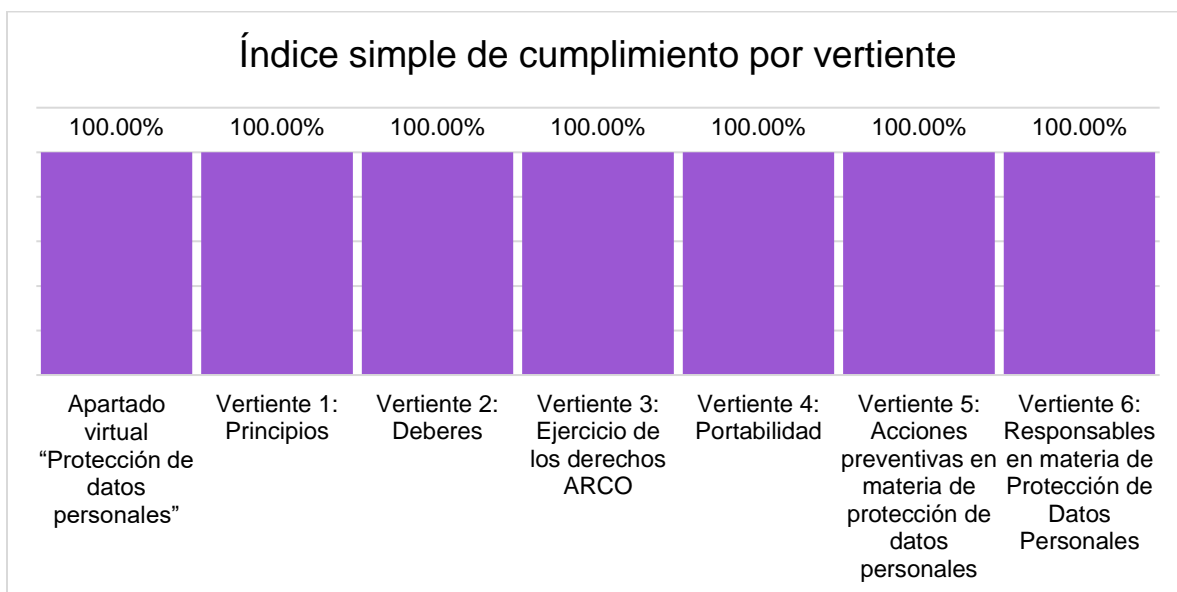 Índice simple de cumplimiento por vertiente
100.00% 100.00% 100.00% 100.00% 100.00% 100.00% 100.00%
Apartado
virtual
“Protección de
datos
personales”
Vertiente 1:
Principios
Vertiente 2:
Deberes
Vertiente 3:
Ejercicio de
los derechos
ARCO
Vertiente 4:
Portabilidad
Vertiente 5:
Acciones
preventivas en
materia de
protección de
datos
personales
Vertiente 6:
Responsables
en materia de
Protección de
Datos
Personales